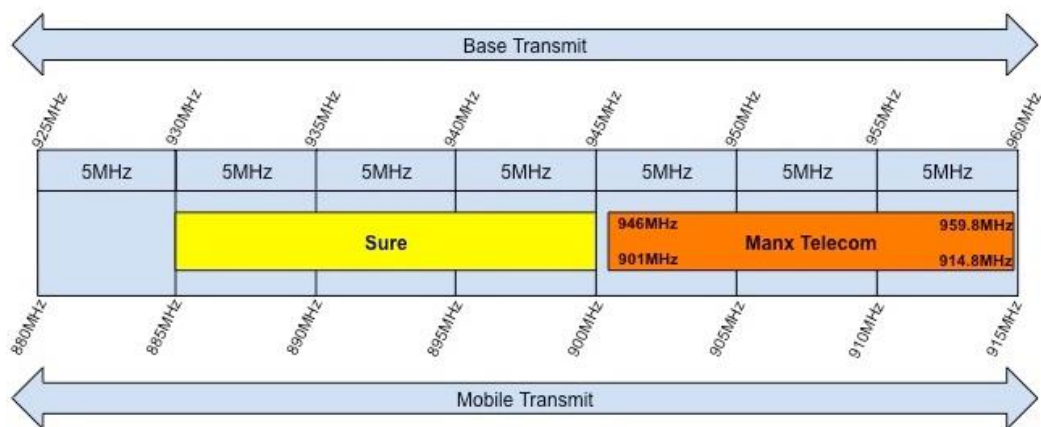 Base Transmit
925MHz 930MHz 935MHz 940MHz 945MHz 950MHz 955MHz 960MHz
5MHz 5MHz 5MHz 5MHz 5MHz 5MHz 5MHz
946MHz 959.8MHz
Sure Manx Telecom
901MHz 914.8MHz
880MHz 885MHz 890MHz 895MHz 900MHz 905MHz 910MHz 915MHz
Mobile Transmit